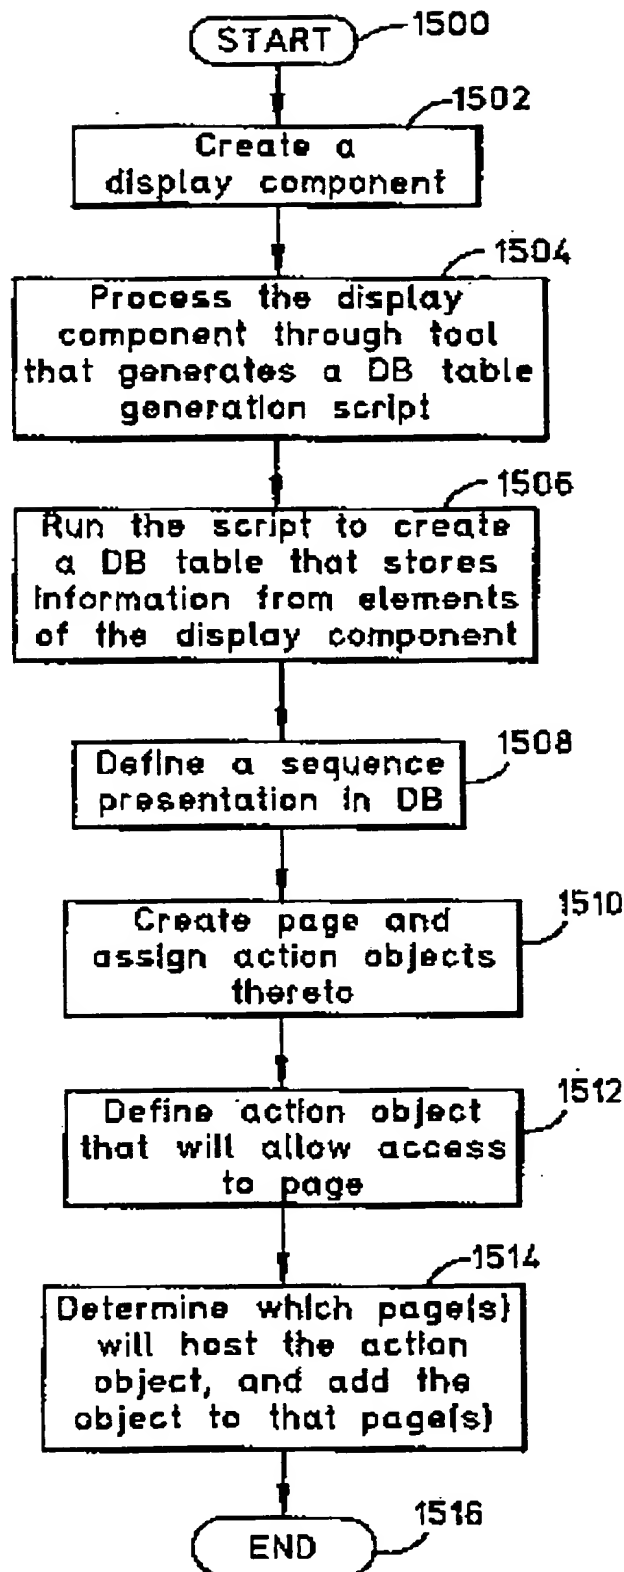 START
1500
1502
Create a
display component
1504
Process the display
component through tool
that generates a DB table
generation script
1506
Run the script to create
a DB table that stores
information from elements
of the display component
1508
Define a sequence
presentation in DB
1510
Create page and
assign action objects
thereto
1512
Define action object
that will allow access
to page
1514
Determine which page(s)
will host the action
object, and add the
object to that page(s)
1516
END